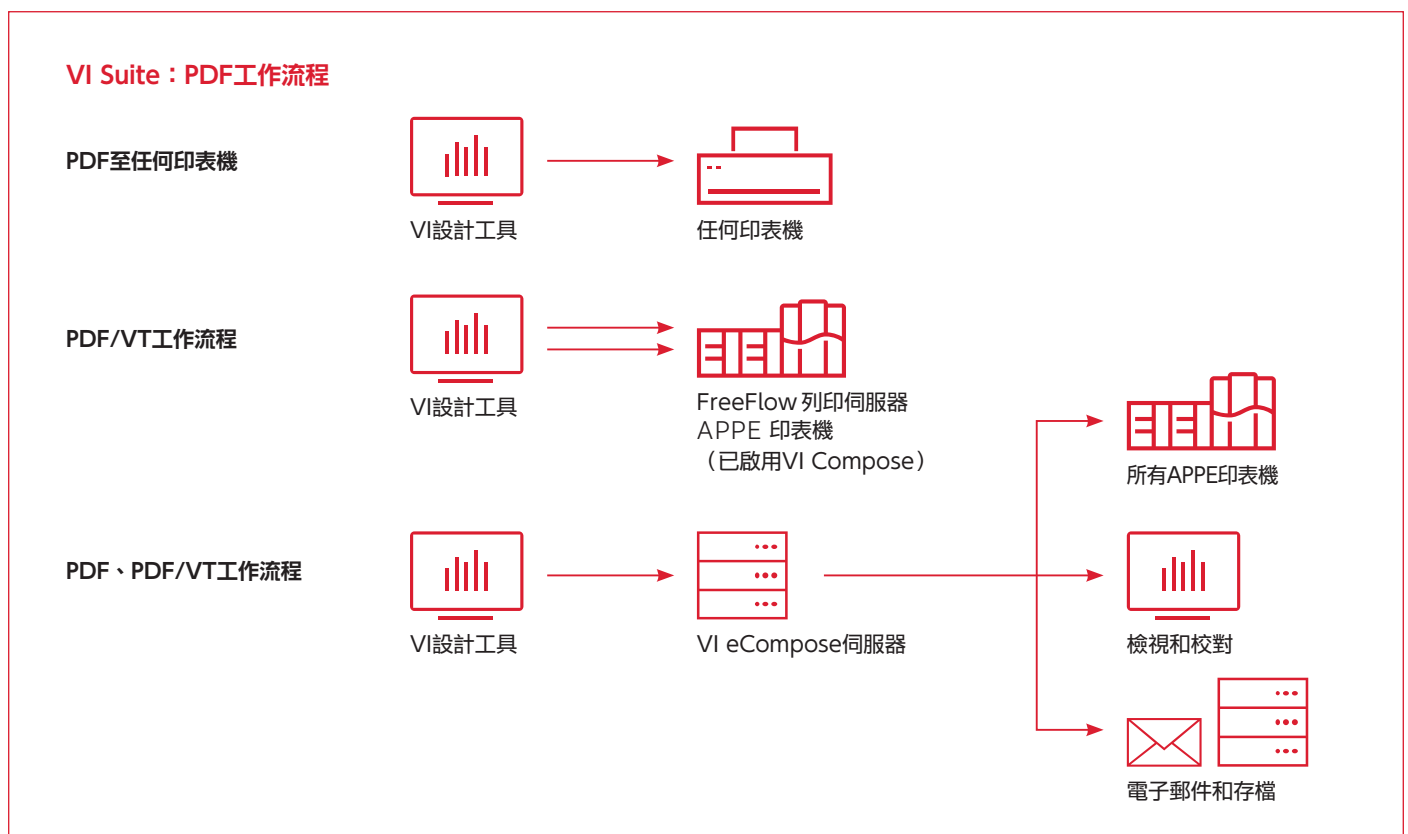 VI Suite：PDF工作流程
PDF至任何印表機
VI設計工具
任何印表機
PDF/VT工作流程
VI設計工具
FreeFlow 列印伺服器
APPE 印表機
（已啟用VI Compose）
所有APPE印表機
PDF、PDF/VT工作流程
VI設計工具
VI eCompose伺服器
檢視和校對
電子郵件和存檔